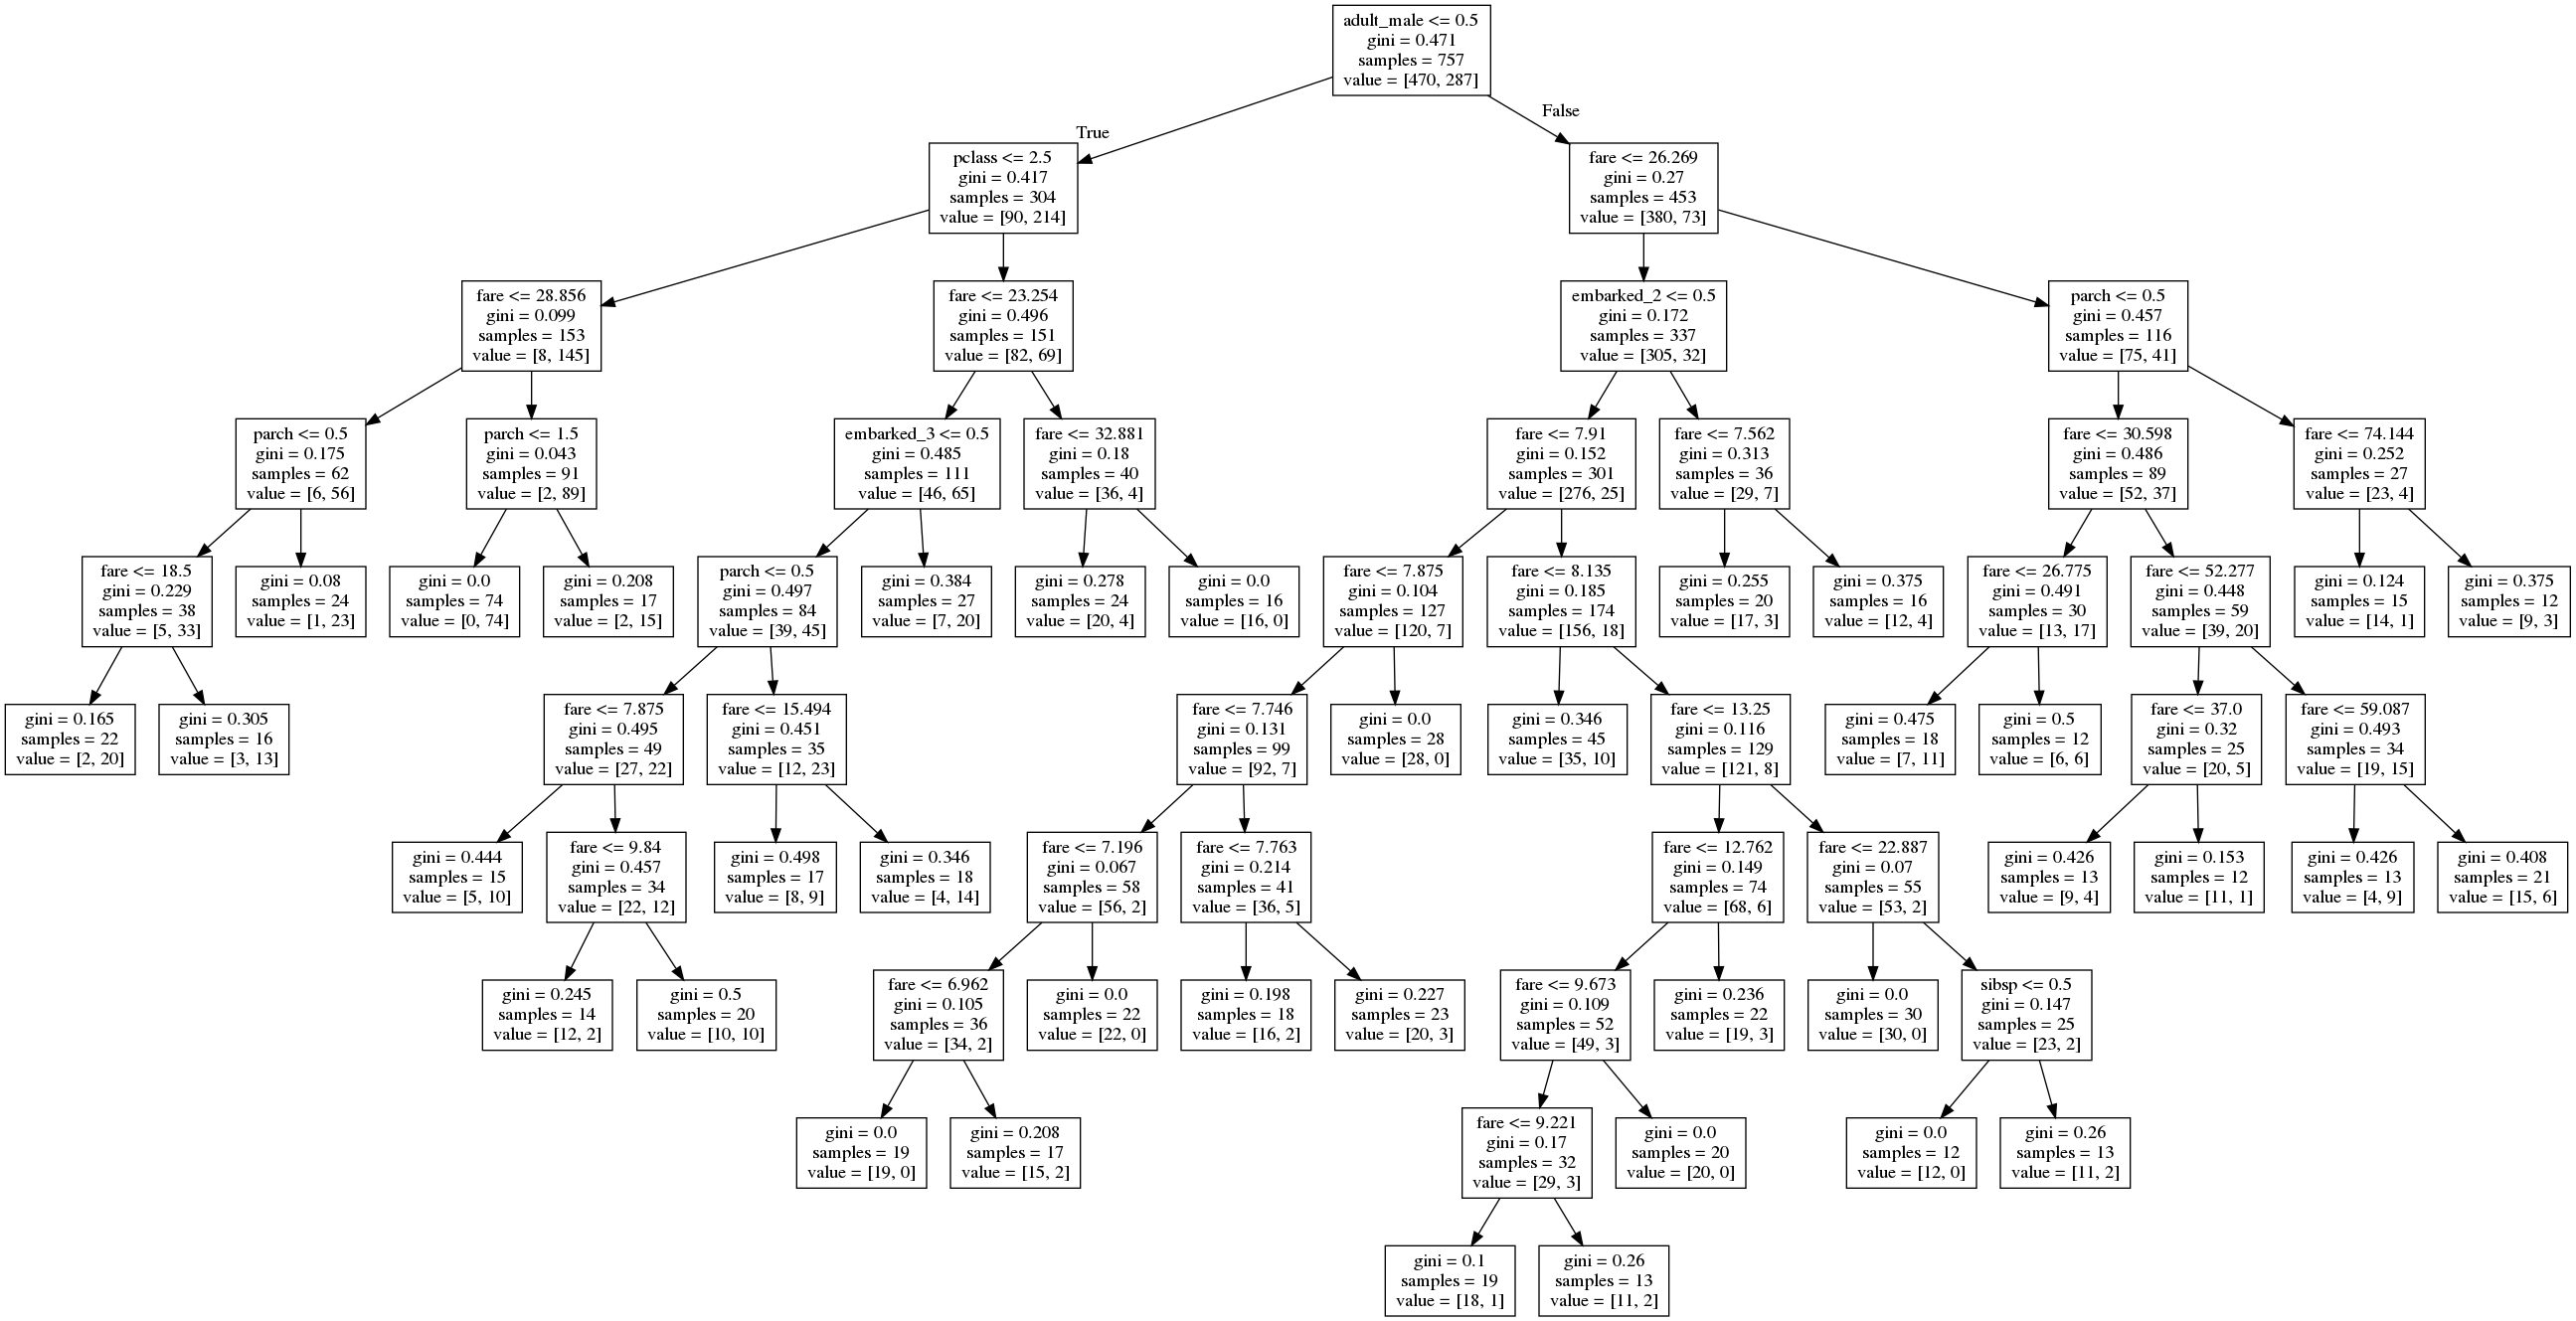 adult_male <= 0.5
gini = 0.471
samples = 757
value = [470, 287]
True
False
pclass <= 2.5
gini = 0.417
samples = 304
value = [90, 214]
fare <= 26.269
gini = 0.27
samples = 453
value = [380, 73]
fare <= 28.856
gini = 0.099
samples = 153
value = [8, 145]
fare <= 23.254
gini = 0.496
samples = 151
value = [82, 69]
embarked_2 <= 0.5
gini = 0.172
samples = 337
value = [305, 32]
parch <= 0.5
gini = 0.457
samples = 116
value = [75, 41]
parch <= 0.5
gini = 0.175
samples = 62
value = [6, 56]
parch <= 1.5
gini = 0.043
samples = 91
value = [2, 89]
embarked_3 <= 0.5
gini = 0.485
samples = 111
value = [46, 65]
fare <= 32.881
gini = 0.18
samples = 40
value = [36, 4]
fare <= 7.91
gini = 0.152
samples = 301
value = [276, 25]
fare <= 7.562
gini = 0.313
samples = 36
value = [29, 7]
fare <= 30.598
gini = 0.486
samples = 89
value = [52, 37]
fare <= 74.144
gini = 0.252
samples = 27
value = [23, 4]
fare <= 18.5
gini = 0.229
samples = 38
value = [5, 33]
gini = 0.08
samples = 24
value = [1, 23]
gini = 0.0
samples = 74
value = [0, 74]
gini = 0.208
samples = 17
value = [2, 15]
parch <= 0.5
gini = 0.497
samples = 84
value = [39, 45]
gini = 0.384
samples = 27
value = [7, 20]
gini = 0.278
samples = 24
value = [20, 4]
gini = 0.0
samples = 16
value = [16, 0]
fare <= 7.875
gini = 0.104
samples = 127
value = [120, 7]
fare <= 8.135
gini = 0.185
samples = 174
value = [156, 18]
gini = 0.255
samples = 20
value = [17, 3]
gini = 0.375
samples = 16
value = [12, 4]
fare <= 26.775
gini = 0.491
samples = 30
value = [13, 17]
fare <= 52.277
gini = 0.448
samples = 59
value = [39, 20]
gini = 0.124
samples = 15
value = [14, 1]
gini = 0.375
samples = 12
value = [9, 3]
gini = 0.165
samples = 22
value = [2, 20]
gini = 0.305
samples = 16
value = [3, 13]
fare <= 7.875
gini = 0.495
samples = 49
value = [27, 22]
fare <= 15.494
gini = 0.451
samples = 35
value = [12, 23]
fare <= 7.746
gini = 0.131
samples = 99
value = [92, 7]
gini = 0.0
samples = 28
value = [28, 0]
gini = 0.346
samples = 45
value = [35, 10]
fare <= 13.25
gini = 0.116
samples = 129
value = [121, 8]
gini = 0.475
samples = 18
value = [7, 11]
gini = 0.5
samples = 12
value = [6, 6]
fare <= 37.0
gini = 0.32
samples = 25
value = [20, 5]
fare <= 59.087
gini = 0.493
samples = 34
value = [19, 15]
gini = 0.444
samples = 15
value = [5, 10]
fare <= 9.84
gini = 0.457
samples = 34
value = [22, 12]
gini = 0.498
samples = 17
value = [8, 9]
gini = 0.346
samples = 18
value = [4, 14]
fare <= 7.196
gini = 0.067
samples = 58
value = [56, 2]
fare <= 7.763
gini = 0.214
samples = 41
value = [36, 5]
fare <= 12.762
gini = 0.149
samples = 74
value = [68, 6]
fare <= 22.887
gini = 0.07
samples = 55
value = [53, 2]
gini = 0.426
samples = 13
value = [9, 4]
gini = 0.153
samples = 12
value = [11, 1]
gini = 0.426
samples = 13
value = [4, 9]
gini = 0.408
samples = 21
value = [15, 6]
gini = 0.245
samples = 14
value = [12, 2]
gini = 0.5
samples = 20
value = [10, 10]
fare <= 6.962
gini = 0.105
samples = 36
value = [34, 2]
gini = 0.0
samples = 22
value = [22, 0]
gini = 0.198
samples = 18
value = [16, 2]
gini = 0.227
samples = 23
value = [20, 3]
fare <= 9.673
gini = 0.109
samples = 52
value = [49, 3]
gini = 0.236
samples = 22
value = [19, 3]
gini = 0.0
samples = 30
value = [30, 0]
sibsp <= 0.5
gini = 0.147
samples = 25
value = [23, 2]
gini = 0.0
samples = 19
value = [19, 0]
gini = 0.208
samples = 17
value = [15, 2]
fare <= 9.221
gini = 0.17
samples = 32
value = [29, 3]
gini = 0.0
samples = 20
value = [20, 0]
gini = 0.0
samples = 12
value = [12, 0]
gini = 0.26
samples = 13
value = [11, 2]
gini = 0.1
samples = 19
value = [18, 1]
gini = 0.26
samples = 13
value = [11, 2]